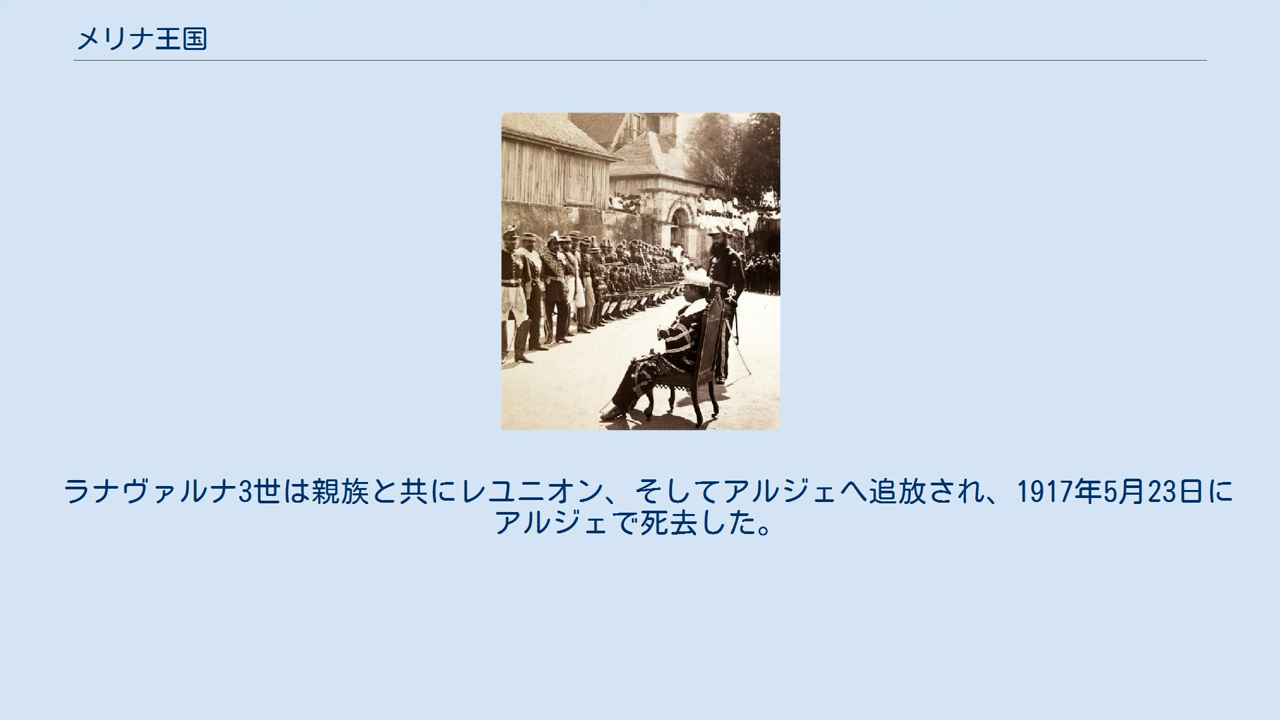 メリナ王国
ラナヴァルナ3世は親族と共にレユニオン、そしてアルジェへ追放され、1917年5月23日に
アルジェで死去した。